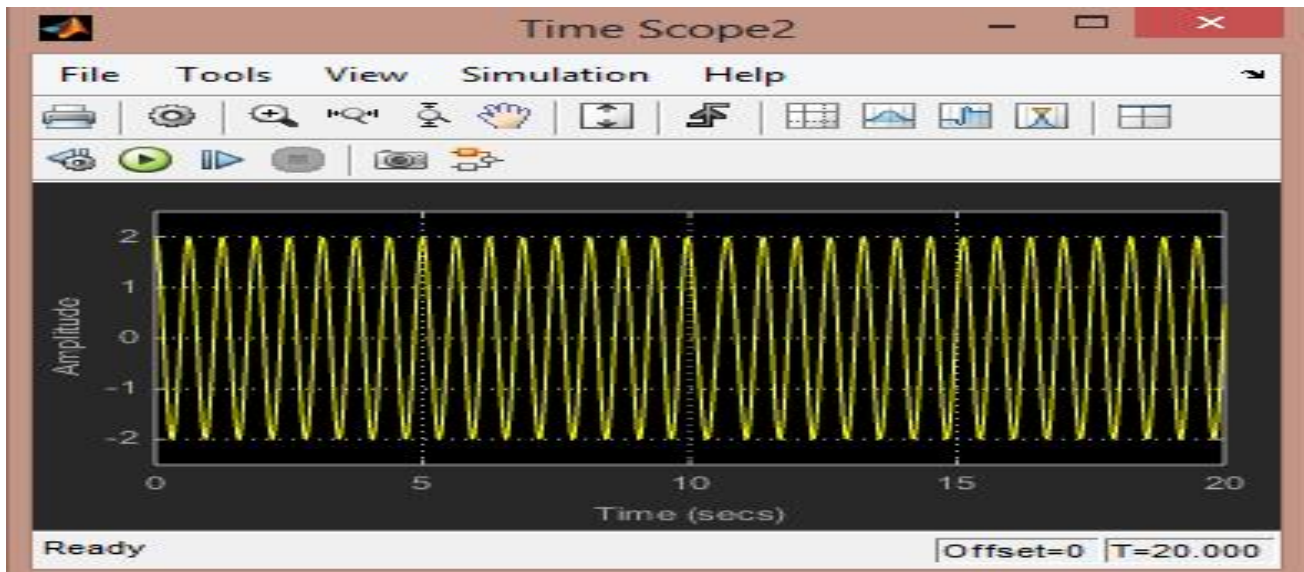 Time Scope2
File Tools View Simulation Help
2
1
0
-1
-2
Amplitude
0 5 10 15 20
Time (secs)
Ready Offset=0 T=20.000